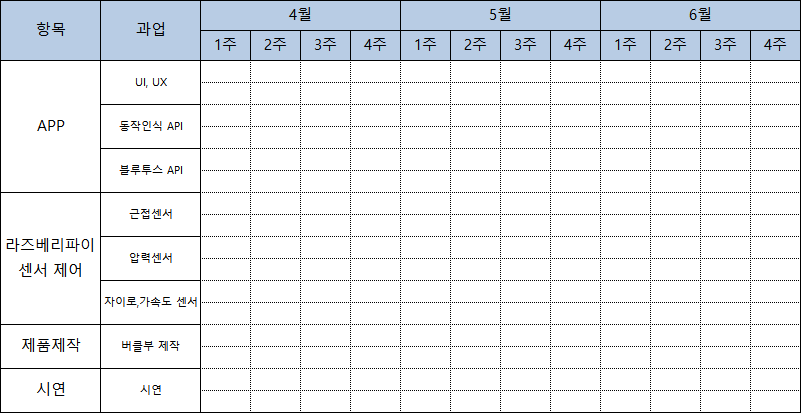 항목 과업 4월 5월 6월
1주 2주 3주 4주 1주 2주 3주 4주 1주 2주 3주 4주
APP
UI, UX
동작인식 API
블루투스 API
라즈베리파이
센서 제어
근접센서
압력센서
자이로,가속도 센서
제품제작 버클부 제작
시연 시연